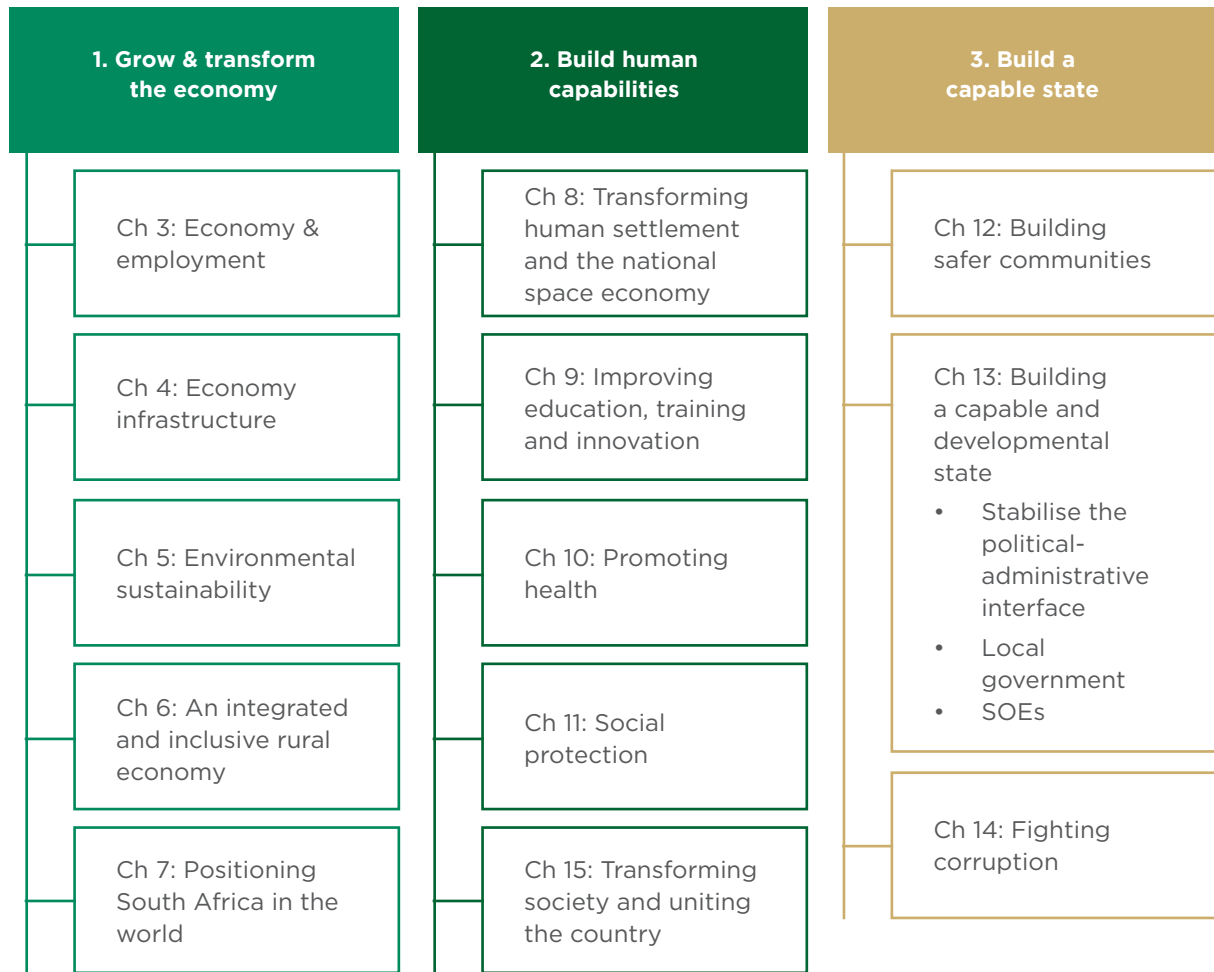 1. Grow & transform
the economy
Ch 3: Economy &
employment
Ch 4: Economy
infrastructure
Ch 5: Environmental
sustainability
Ch 6: An integrated
and inclusive rural
economy
Ch 7: Positioning
South Africa in the
world
2. Build human
capabilities
Ch 8: Transforming
human settlement
and the national
space economy
Ch 9: Improving
education, training
and innovation
Ch 10: Promoting
health
Ch 11: Social
protection
Ch 15: Transforming
society and uniting
the country
3. Build a
capable state
Ch 12: Building
safer communities
Ch 13: Building
a capable and
developmental
state
• Stabilise the
political-
administrative
interface
• Local
government
• SOEs
Ch 14: Fighting
corruption